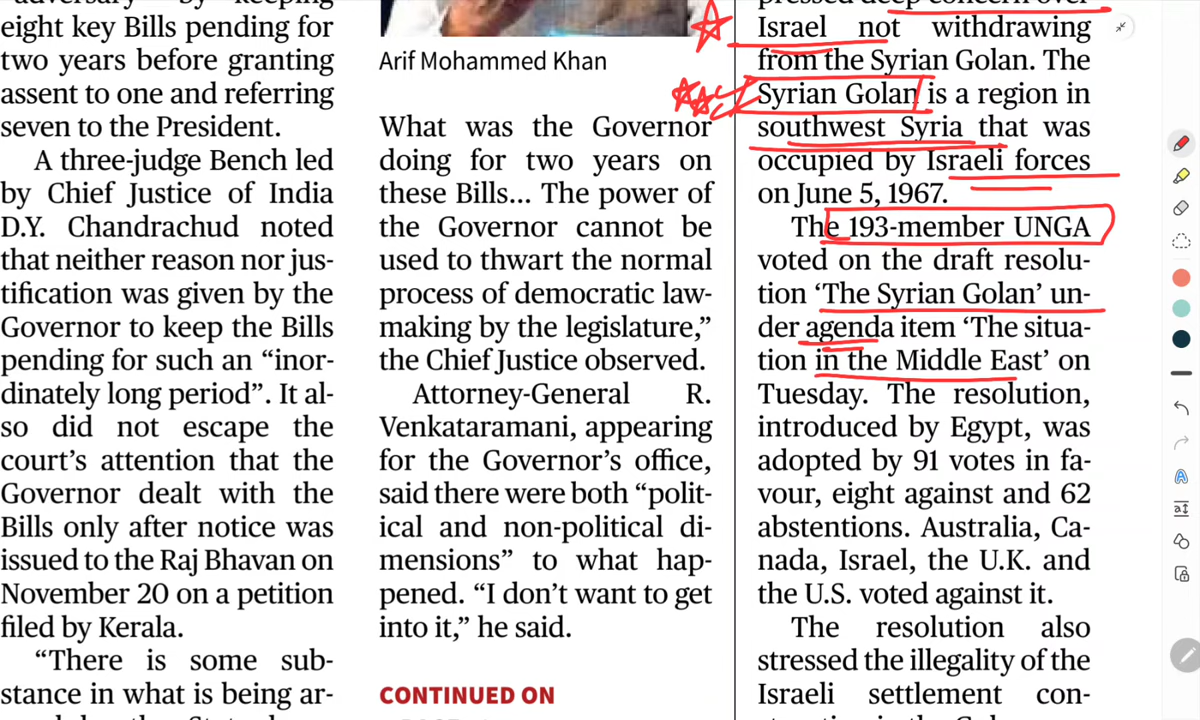 eight key Bills pending for
two years before granting
assent to one and referring
seven to the President.
A three-judge Bench led
by Chief Justice of India
D.Y. Chandrachud noted
that neither reason nor jus-
tification was given by the
Governor to keep the Bills
pending for such an “inor-
dinately long period”. It al-
so did not escape the
court’s attention that the
Governor dealt with the
Bills only after notice was
issued to the Raj Bhavan on
November 20 on a petition
filed by Kerala.
“There is some sub-
stance in what is being ar-
Arif Mohammed Khan
What was the Governor
doing for two years on
these Bills... The power of
the Governor cannot be
used to thwart the normal
process of democratic law-
making by the legislature,”
the Chief Justice observed.
Attorney-General R.
Venkataramani, appearing
for the Governor’s office,
said there were both “polit-
ical and non-political di-
mensions” to what hap-
pened. “I don’t want to get
into it,” he said.
CONTINUED ON
pressed deep concern over
Israel not withdrawing
from the Syrian Golan. The
Syrian Golan is a region in
southwest Syria that was
occupied by Israeli forces
on June 5, 1967.
The 193-member UNGA
voted on the draft resolu-
tion ‘The Syrian Golan’ un-
der agenda item ‘The situa-
tion in the Middle East’ on
Tuesday. The resolution,
introduced by Egypt, was
adopted by 91 votes in fa-
vour, eight against and 62
abstentions. Australia, Ca-
nada, Israel, the U.K. and
the U.S. voted against it.
The resolution also
stressed the illegality of the
Israeli settlement con-